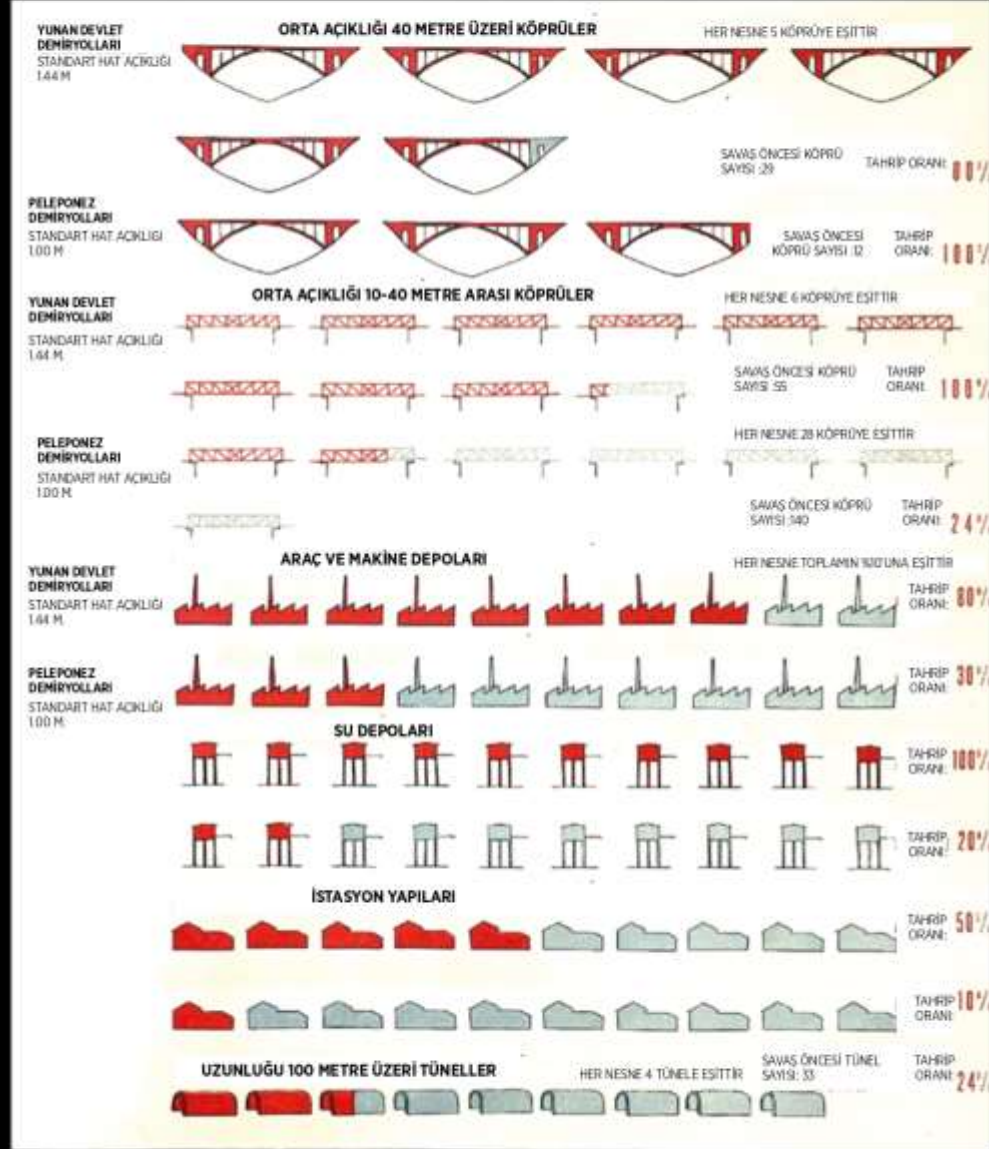 YUNAN DEVLET
DEMİRYOLLARI
STANDART HAT AÇIKLIĞI
1.44 M
ORTA AÇIKLIĞI 40 METRE ÜZERİ KÖPRÜLER
HER NESNE 5 KÖPRÜYE EŞİTTİR
SAVAŞ ÖNCESİ KÖPRÜ
SAYISI :29
TAHRİP ORANI:
PELEPONEZ
DEMİRYOLLARI
STANDART HAT AÇIKLIĞI
1.00 M
SAVAŞ ÖNCESİ
KÖPRÜ SAYISI :12
TAHRİP
ORANI:
100%
YUNAN DEVLET
DEMİRYOLLARI
STANDART HAT AÇIKLIĞI
1.44 M.
ORTA AÇIKLIĞI 10-40 METRE ARASI KÖPRÜLER
HER NESNE 6 KÖPRÜYE EŞİTTİR
SAVAŞ ÖNCESİ KÖPRÜ
SAYISI :55
TAHRİP
ORANI:
100%
PELEPONEZ
DEMİRYOLLARI
STANDART HAT AÇIKLIĞI
1.00 M.
HER NESNE 28 KÖPRÜYE EŞİTTİR
SAVAŞ ÖNCESİ KÖPRÜ
SAYISI :140
TAHRİP
ORANI:
24%
YUNAN DEVLET
DEMİRYOLLARI
STANDART HAT AÇIKLIĞI
1.44 M.
ARAÇ VE MAKİNE DEPOLARI
HER NESNE TOPLAMIN %10'UNA EŞİTTİR
TAHRİP
ORANI:
80%
PELEPONEZ
DEMİRYOLLARI
STANDART HAT AÇIKLIĞI
1.00 M.
TAHRİP
ORANI:
30%
SU DEPOLARI
TAHRİP
ORANI:
100%
TAHRİP
ORANI:
20%
İSTASYON YAPILARI
TAHRİP
ORANI:
50%
TAHRİP
ORANI:
10%
UZUNLUĞU 100 METRE ÜZERİ TÜNELLER
HER NESNE 4 TÜNELE EŞİTTİR
SAVAŞ ÖNCESİ TÜNEL
SAYISI: 33
TAHRİP
ORANI:
24%